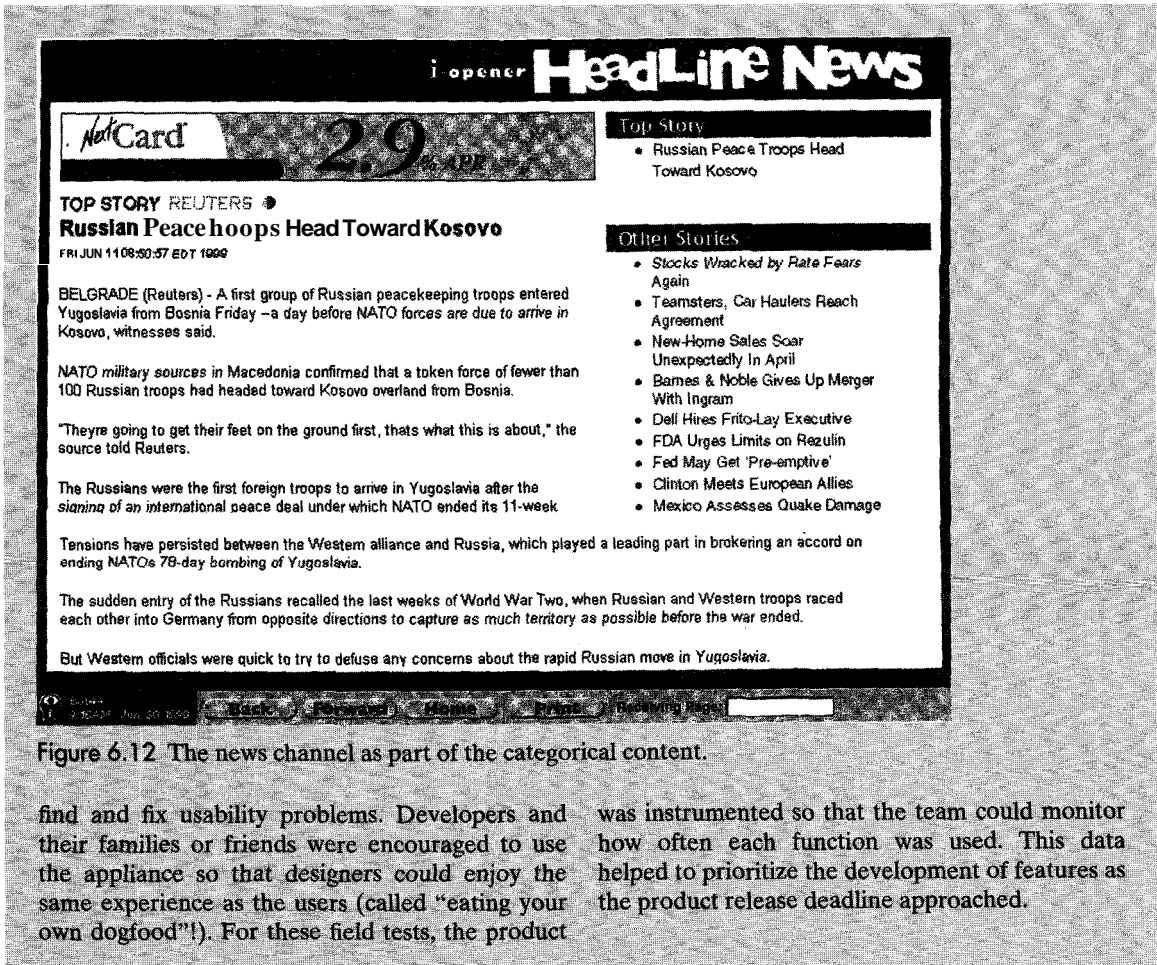 i-opener HeadLine News
NextCard
2.9% APR
TOP STORY REUTERS
Russian Peace hoops Head Toward Kosovo
FRI JUN 11 08:50:57 EDT 1999
BELGRADE (Reuters) - A first group of Russian peacekeeping troops entered
Yugoslavia from Bosnia Friday --a day before NATO forces are due to arrive in
Kosovo, witnesses said.
NATO military sources in Macedonia confirmed that a token force of fewer than
100 Russian troops had headed toward Kosovo overland from Bosnia.
"Theyre going to get their feet on the ground first, thats what this is about," the
source told Reuters.
The Russians were the first foreign troops to arrive in Yugoslavia after the
signing of an international peace deal under which NATO ended its 11-week
Top Story
• Russian Peace Troops Head
Toward Kosovo
Other Stories
• Stocks Wracked by Rate Fears
Again
• Teamsters, Car Haulers Reach
Agreement
• New-Home Sales Soar
Unexpectedly In April
• Barnes & Noble Gives Up Merger
With Ingram
• Dell Hires Frito-Lay Executive
• FDA Urges Limits on Rezulin
• Fed May Get 'Pre-emptive'
• Clinton Meets European Allies
• Mexico Assesses Quake Damage
Tensions have persisted between the Western alliance and Russia, which played a leading part in brokering an accord on
ending NATOs 78-day bombing of Yugoslavia.
The sudden entry of the Russians recalled the last weeks of World War Two, when Russian and Western troops raced
each other into Germany from opposite directions to capture as much territory as possible before the war ended.
But Western officials were quick to try to defuse any concerns about the rapid Russian move in Yugoslavia.
Back Forward Home Print Receiving Page:
Figure 6.12 The news channel as part of the categorical content.
find and fix usability problems. Developers and
their families or friends were encouraged to use
the appliance so that designers could enjoy the
same experience as the users (called "eating your
own dogfood"!). For these field tests, the product
was instrumented so that the team could monitor
how often each function was used. This data
helped to prioritize the development of features as
the product release deadline approached.